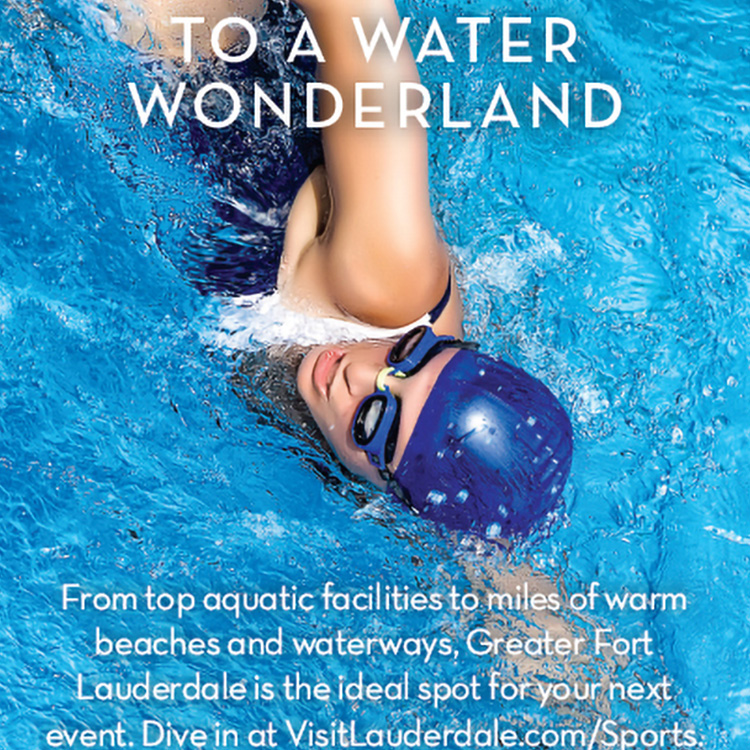 TO A WATER
WONDERLAND
From top aquatic facilities to miles of warm
beaches and waterways, Greater Fort
Lauderdale is the ideal spot for your next
event. Dive in at VisitLauderdale.com/Sports.